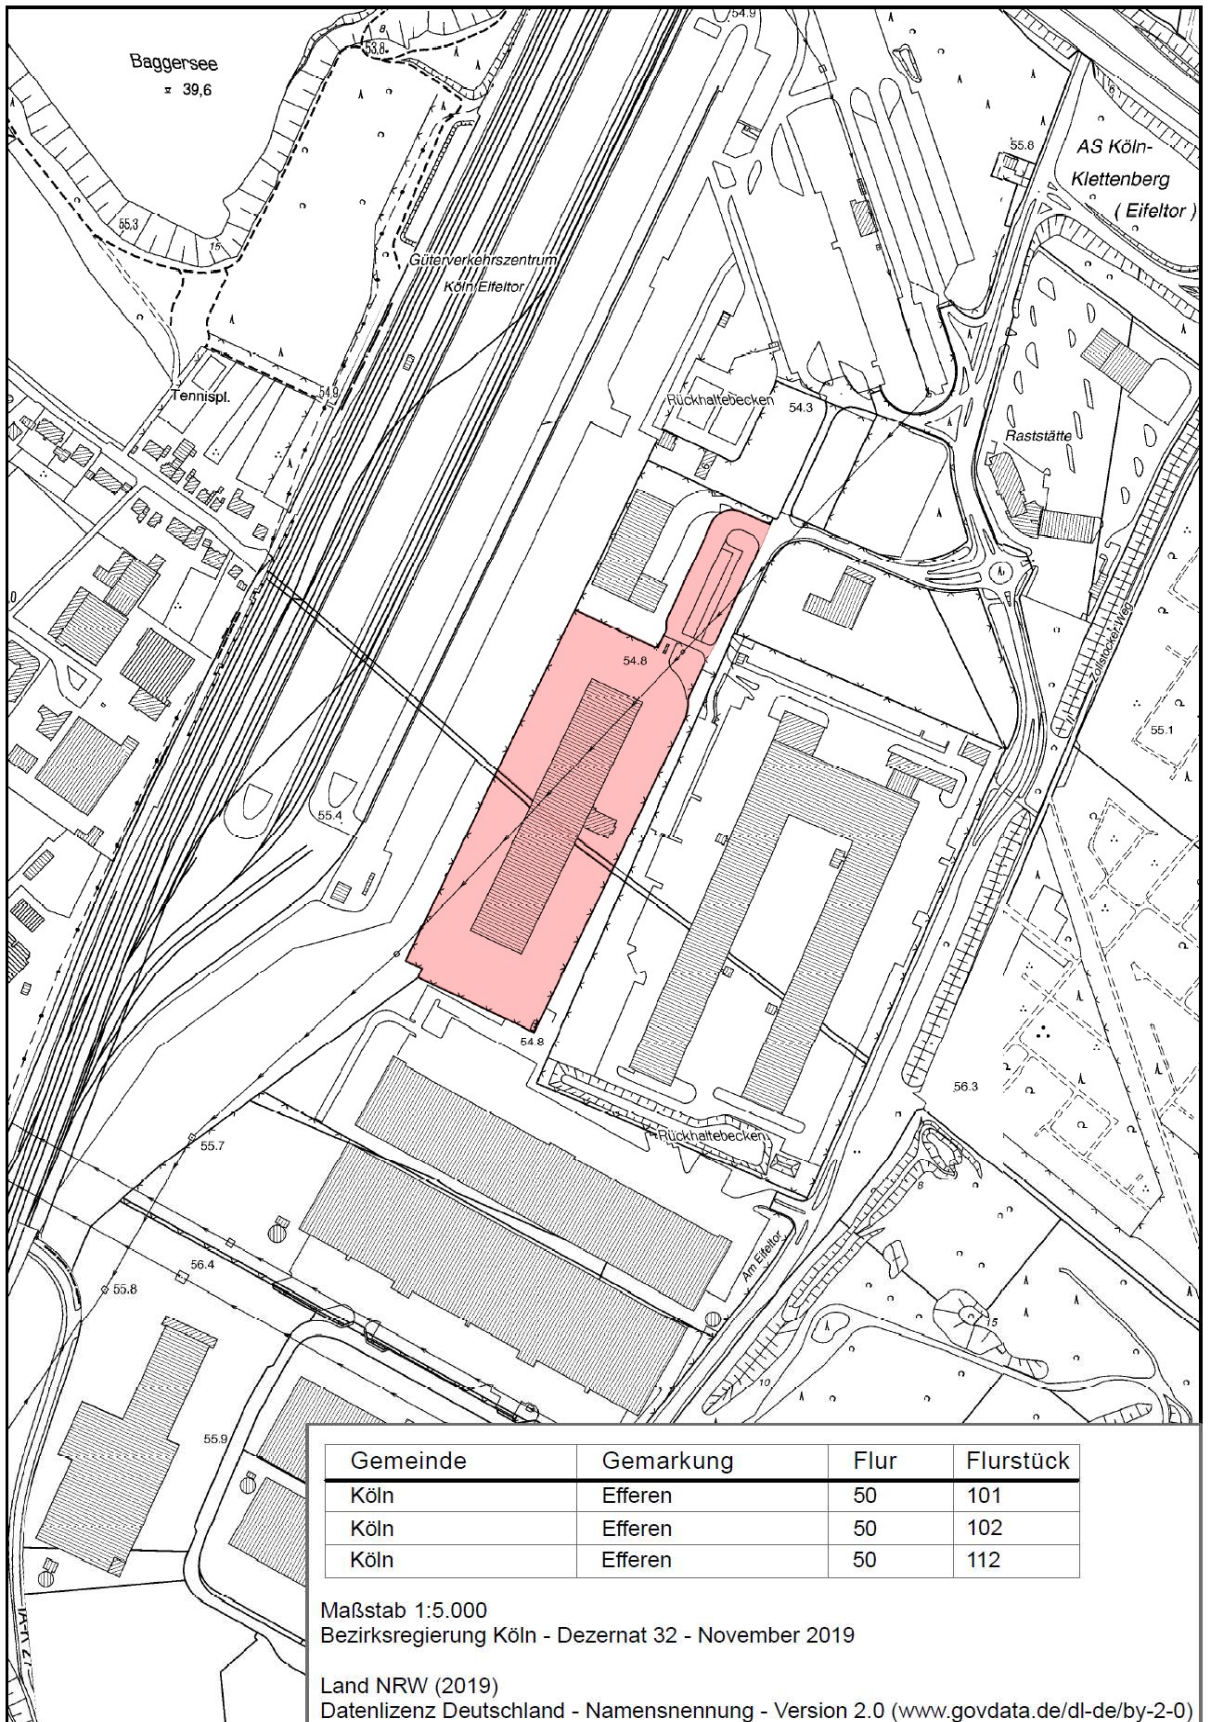 54.9
53,8
8
Baggersee
39,6
6
55.8
AS Köln-
Klettenberg
( Eifeltor )
55,3
15
Güterverkehrszentrum
Köln Eifeltor
Tennispl.
54,9
Rückhaltebecken
54.3
Raststätte
54.8
Zollstocker Weg
55.1
55.4
54.8
56.3
55.7
Rückhaltebecken
8
Am Eifeltor
56.4
55.8
15
10
55.9
Gemeinde Gemarkung Flur Flurstück
Köln Efferen 50 101
Köln Efferen 50 102
Köln Efferen 50 112
Maßstab 1:5.000
Bezirksregierung Köln - Dezernat 32 - November 2019
Land NRW (2019)
Datenlizenz Deutschland - Namensnennung - Version 2.0 (www.govdata.de/dl-de/by-2-0)